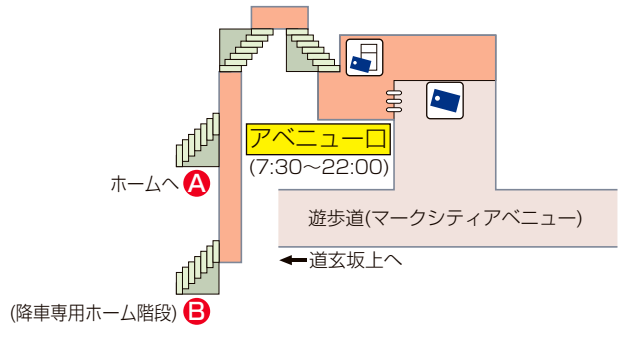 アベニュー口
(7:30〜22:00)
ホームへ A
遊歩道(マークシティアベニュー)
←道玄坂上へ
(降車専用ホーム階段) B